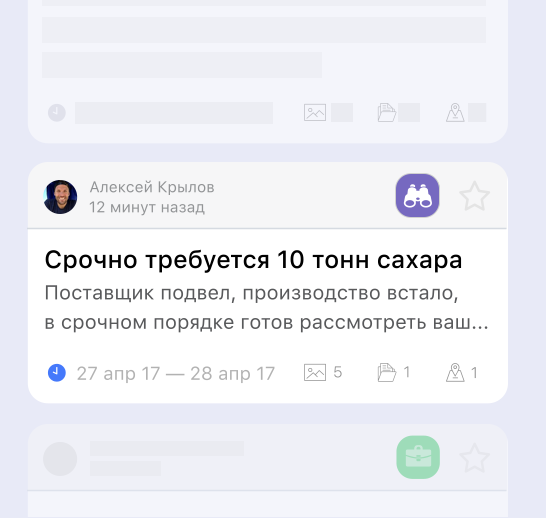 Алексей Крылов
12 минут назад
Срочно требуется 10 тонн сахара
Поставщик подвел, производство встало,
в срочном порядке готов рассмотреть ваш...
27 апр 17 — 28 апр 17 5 1 1